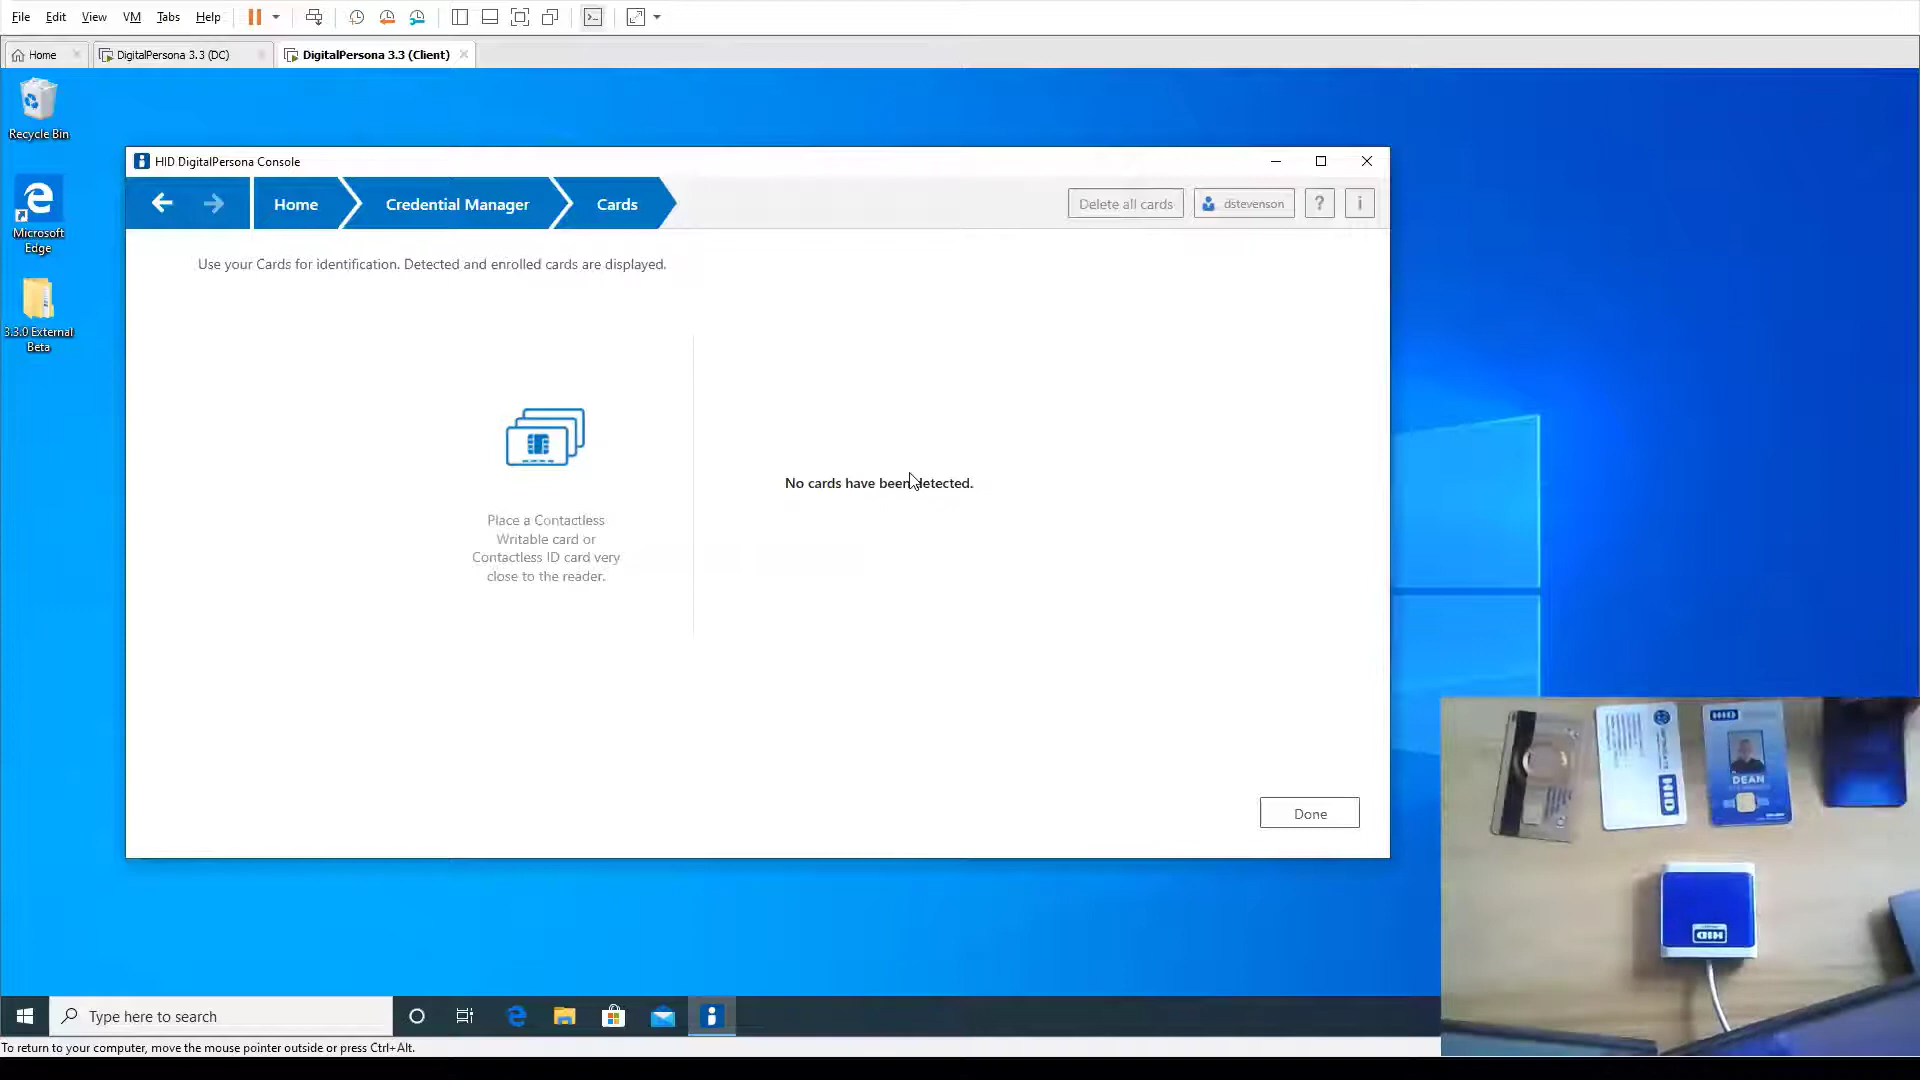 File Edit View VM Tabs Help
Home DigitalPersona 3.3 (DC) DigitalPersona 3.3 (Client)
Recycle Bin
Microsoft
Edge
3.3.0 External
Beta
HID DigitalPersona Console
Home Credential Manager Cards Delete all cards dstevenson ? i
Use your Cards for identification. Detected and enrolled cards are displayed.
Place a Contactless
Writable card or
Contactless ID card very
close to the reader.
No cards have been detected.
Done
HID
HID
DEAN
HID
Type here to search
To return to your computer, move the mouse pointer outside or press Ctrl+Alt.